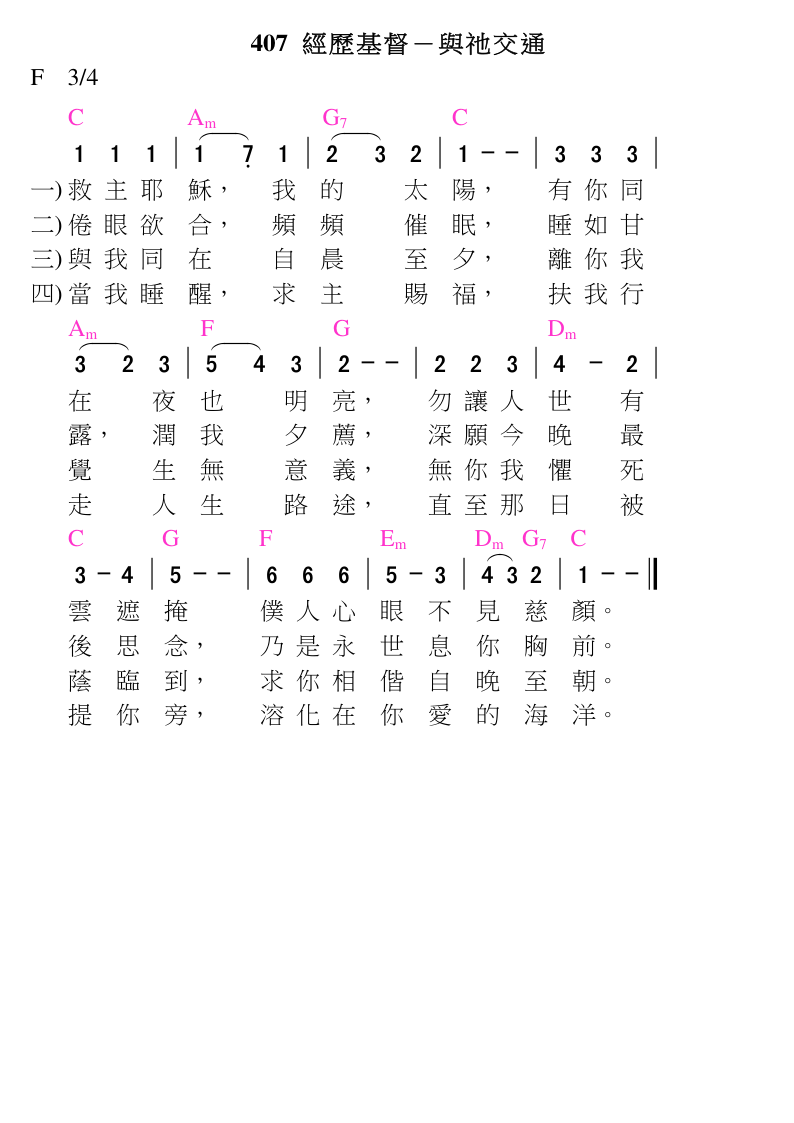 407 經歷基督－與祂交通
F 3/4
C Am G7 C
1 1 1 | 1 7̣ 1 | 2 3 2 | 1 - - | 3 3 3 |
一) 救 主 耶 穌， 我 的 太 陽， 有 你 同
二) 倦 眼 欲 合， 頻 頻 催 眠， 睡 如 甘
三) 與 我 同 在 自 晨 至 夕， 離 你 我
四) 當 我 睡 醒， 求 主 賜 福， 扶 我 行
Am F G Dm
3 2 3 | 5 4 3 | 2 - - | 2 2 3 | 4 - 2 |
在 夜 也 明 亮， 勿 讓 人 世 有
露， 潤 我 夕 薦， 深 願 今 晚 最
覺 生 無 意 義， 無 你 我 懼 死
走 人 生 路 途， 直 至 那 日 被
C G F Em Dm G7 C
3 - 4 | 5 - - | 6 6 6 | 5 - 3 | 4 3 2 | 1 - - ‖
雲 遮 掩 僕 人 心 眼 不 見 慈 顏。
後 思 念， 乃 是 永 世 息 你 胸 前。
蔭 臨 到， 求 你 相 偕 自 晚 至 朝。
提 你 旁， 溶 化 在 你 愛 的 海 洋。